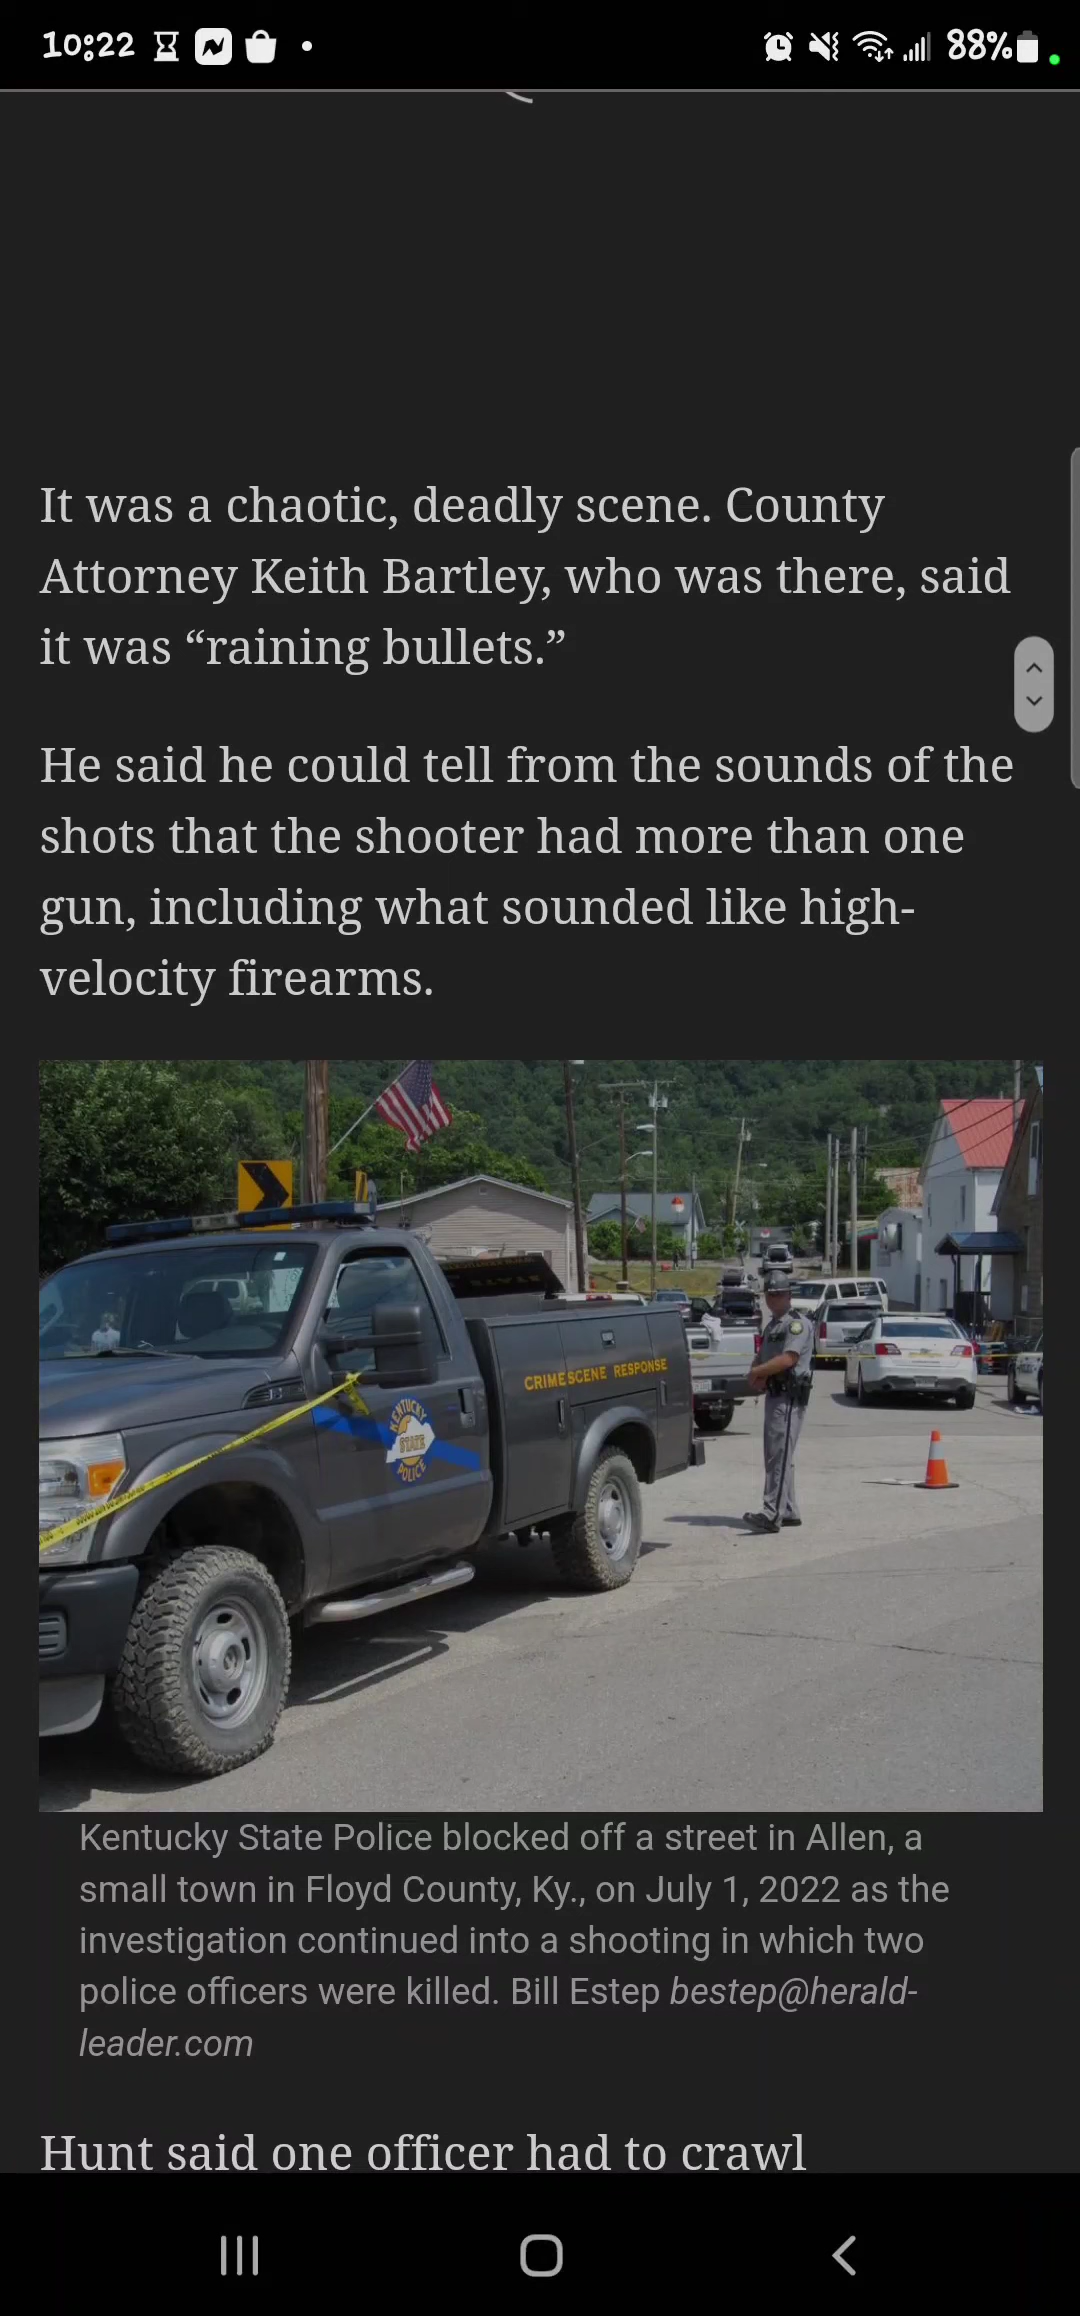 10:22
88%
It was a chaotic, deadly scene. County
Attorney Keith Bartley, who was there, said
it was “raining bullets.”
He said he could tell from the sounds of the
shots that the shooter had more than one
gun, including what sounded like high-
velocity firearms.
CRIME SCENE RESPONSE
KENTUCKY
STATE
POLICE
Kentucky State Police blocked off a street in Allen, a
small town in Floyd County, Ky., on July 1, 2022 as the
investigation continued into a shooting in which two
police officers were killed. Bill Estep bestep@herald-
leader.com
Hunt said one officer had to crawl